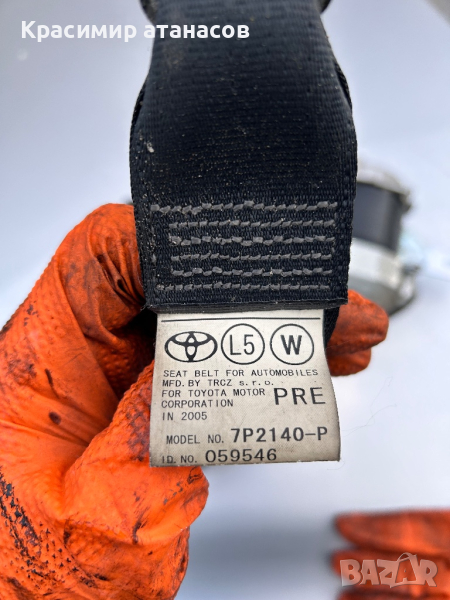 Красимир атанасов
L5 W
SEAT BELT FOR AUTOMOBILES
MFD. BY TRCZ s.r.o.
FOR TOYOTA MOTOR
CORPORATION PRE
IN 2005
MODEL NO. 7P2140-P
I.D. NO. 059546
BAZAR